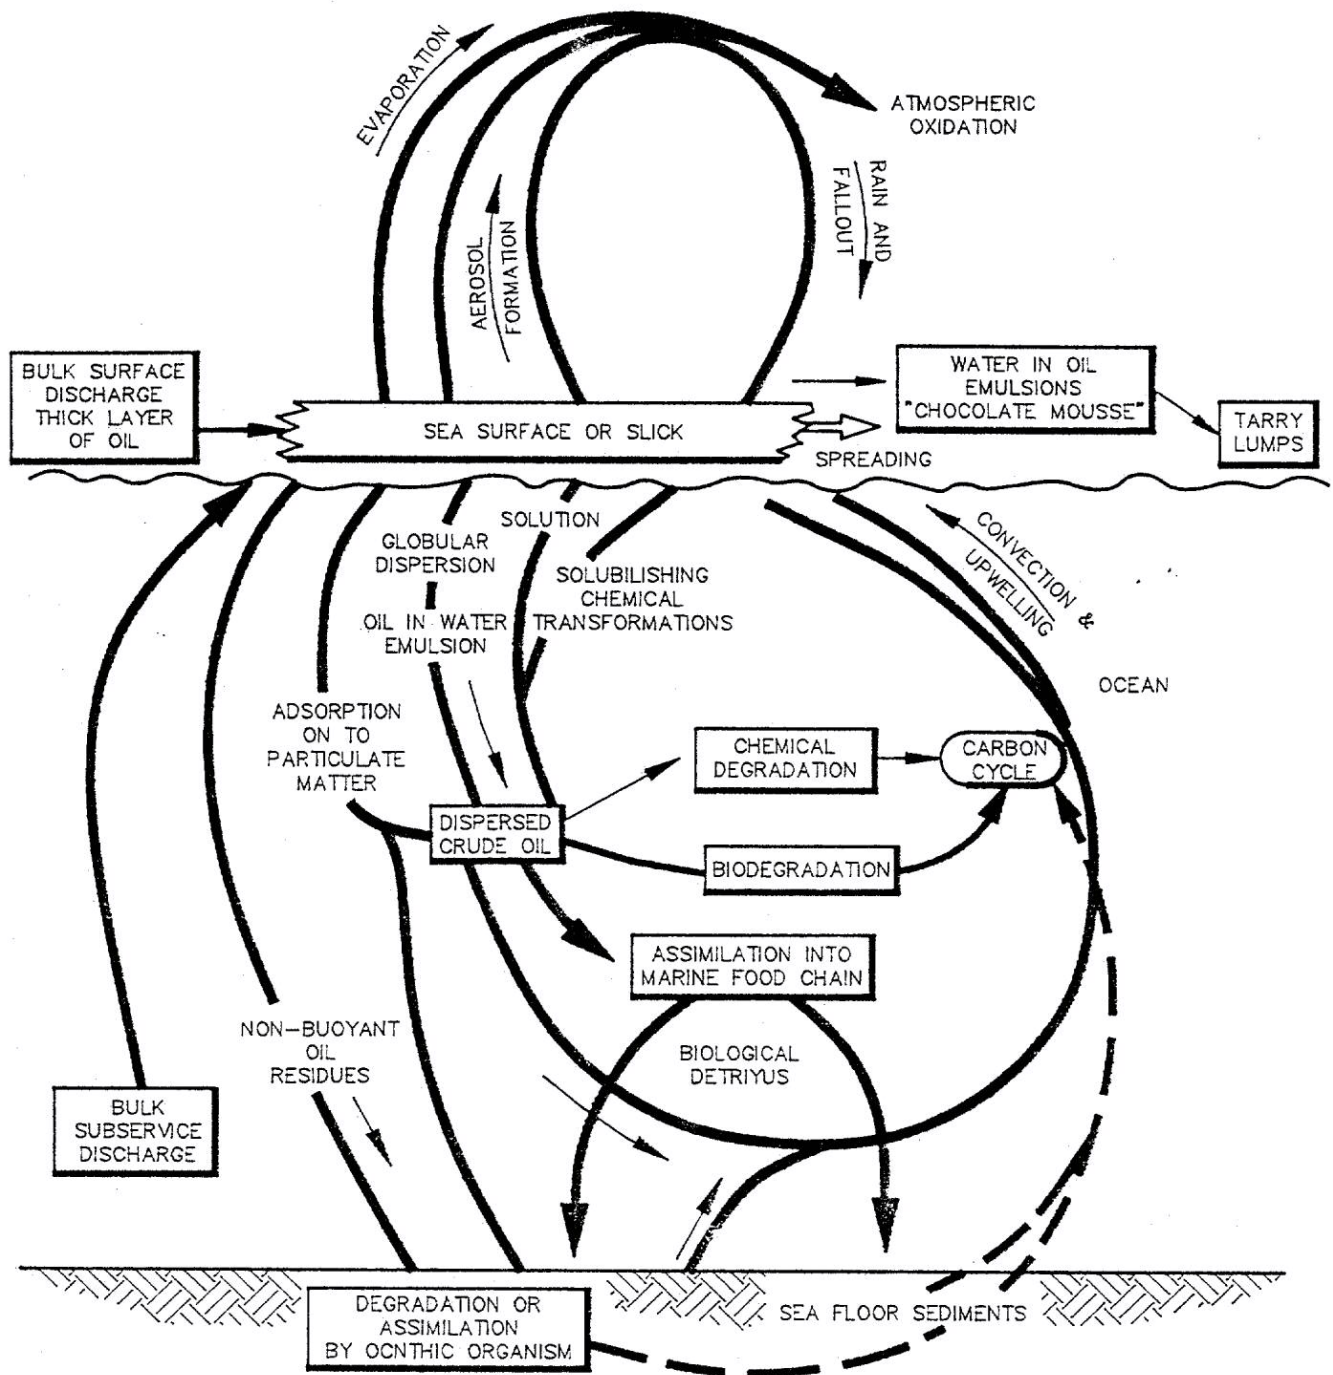 EVAPORATION
ATMOSPHERIC
OXIDATION
RAIN AND
FALLOUT
AEROSOL
FORMATION
BULK SURFACE
DISCHARGE
THICK LAYER
OF OIL
SEA SURFACE OR SLICK
SPREADING
WATER IN OIL
EMULSIONS
"CHOCOLATE MOUSSE"
TARRY
LUMPS
SOLUTION
GLOBULAR
DISPERSION
SOLUBILISHING
CHEMICAL
TRANSFORMATIONS
OIL IN WATER
EMULSION
CONVECTION &
UPWELLING
OCEAN
ADSORPTION
ON TO
PARTICULATE
MATTER
CHEMICAL
DEGRADATION
CARBON
CYCLE
DISPERSED
CRUDE OIL
BIODEGRADATION
ASSIMILATION INTO
MARINE FOOD CHAIN
NON-BUOYANT
OIL
RESIDUES
BIOLOGICAL
DETRIYUS
BULK
SUBSERVICE
DISCHARGE
DEGRADATION OR
ASSIMILATION
BY OCNTHIC ORGANISM
SEA FLOOR SEDIMENTS